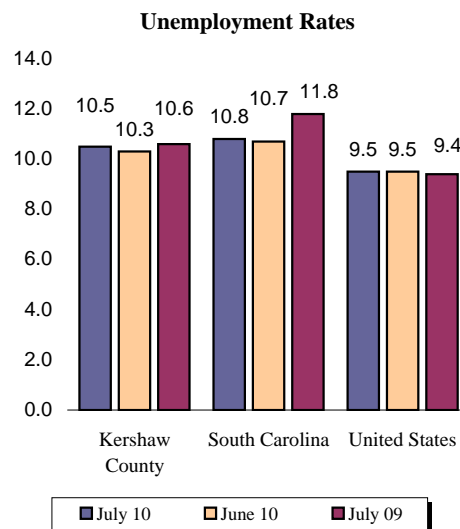 Unemployment Rates
14.0
12.0
10.0
8.0
6.0
4.0
2.0
0.0
10.5 10.3 10.6 10.8 10.7 11.8 9.5 9.5 9.4
Kershaw County South Carolina United States
July 10 June 10 July 09